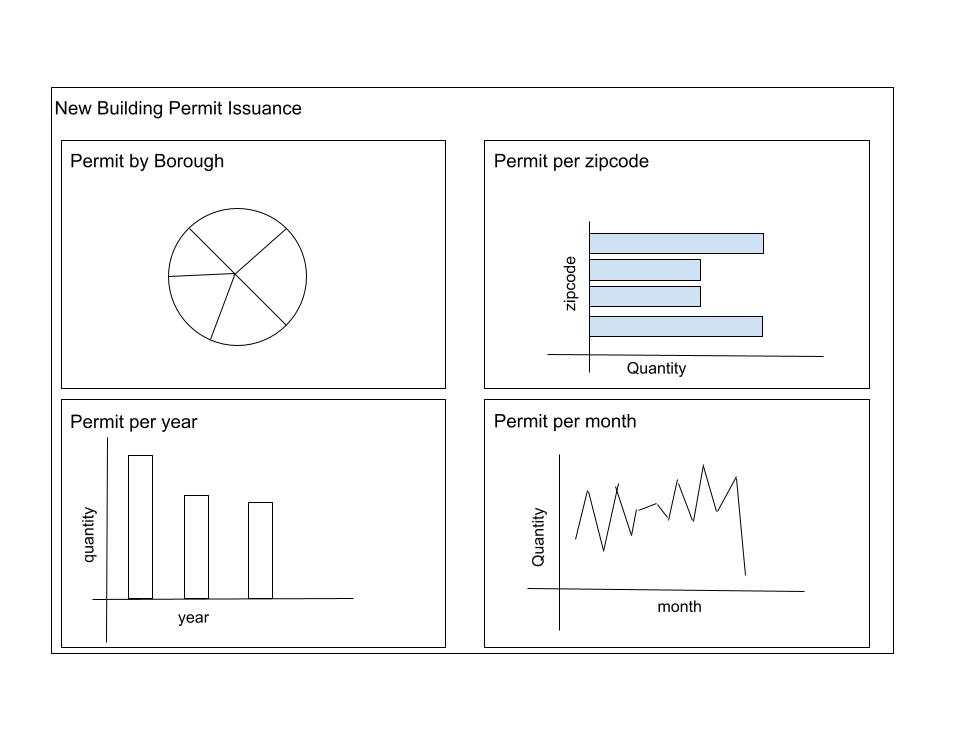 New Building Permit Issuance
Permit by Borough
Permit per zipcode
zipcode
Quantity
Permit per year
quantity
year
Permit per month
Quantity
month